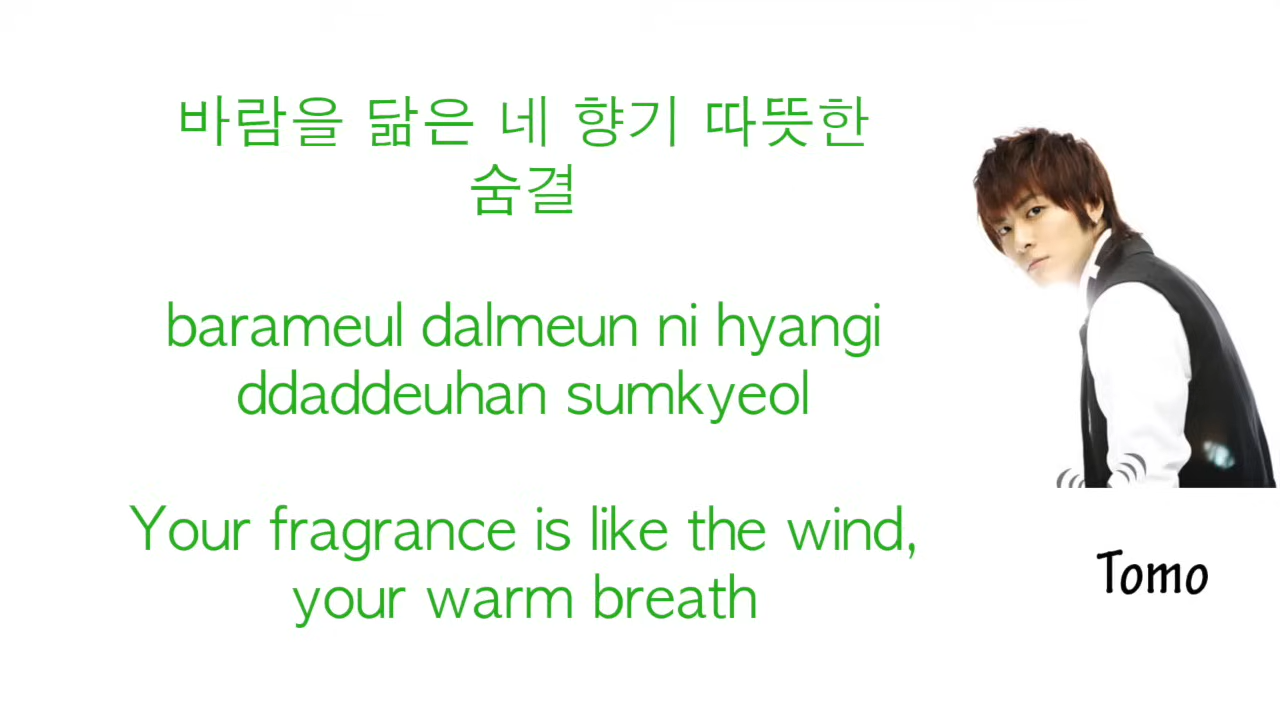 바람을 닮은 네 향기 따뜻한
숨결
barameul dalmeun ni hyangi
ddaddeuhan sumkyeol
Your fragrance is like the wind,
your warm breath
Tomo